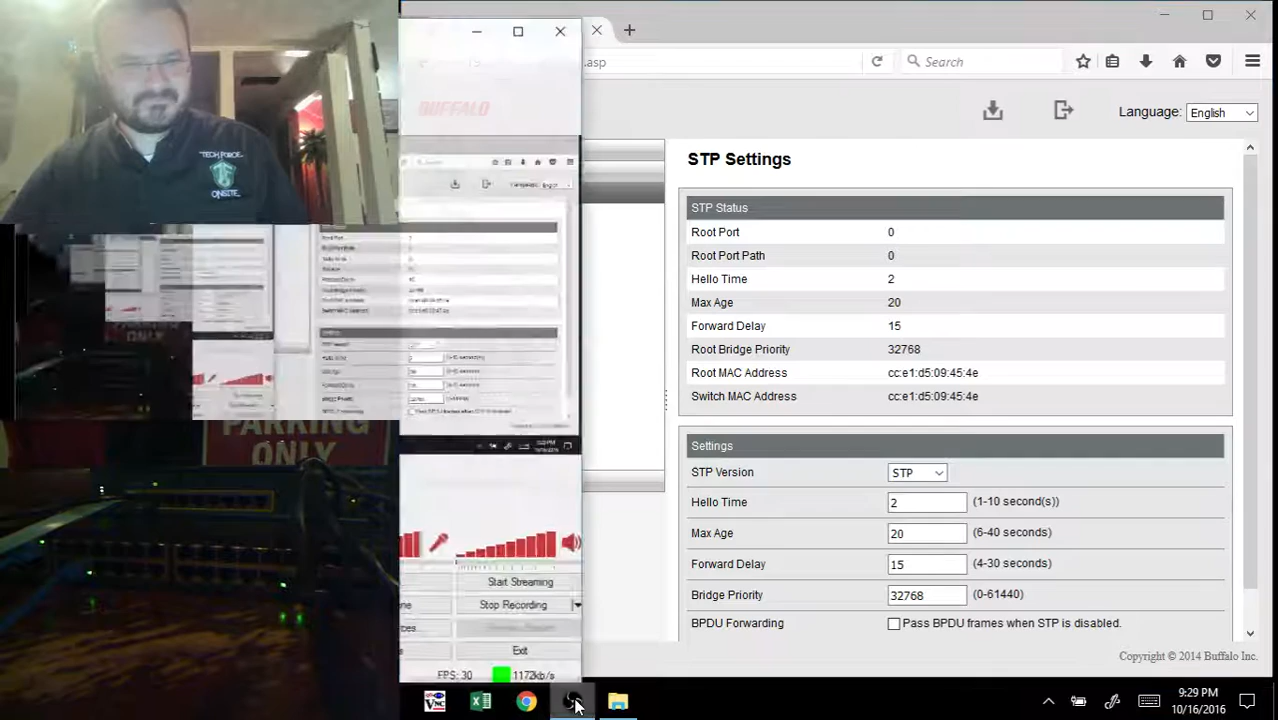 .asp
Search
BUFFALO
Language: English
STP Settings
STP Status
Root Port 0
Root Port Path 0
Hello Time 2
Max Age 20
Forward Delay 15
Root Bridge Priority 32768
Root MAC Address cc:e1:d5:09:45:4e
Switch MAC Address cc:e1:d5:09:45:4e
Settings
STP Version STP
Hello Time 2 (1-10 second(s))
Max Age 20 (6-40 seconds)
Forward Delay 15 (4-30 seconds)
Bridge Priority 32768 (0-61440)
BPDU Forwarding Pass BPDU frames when STP is disabled.
Copyright © 2014 Buffalo Inc.
TECH FORCE
ONSITE
PARKING
ONLY
Start Streaming
Stop Recording
Exit
FPS: 30 1172kb/s
VNC
9:29 PM
10/16/2016